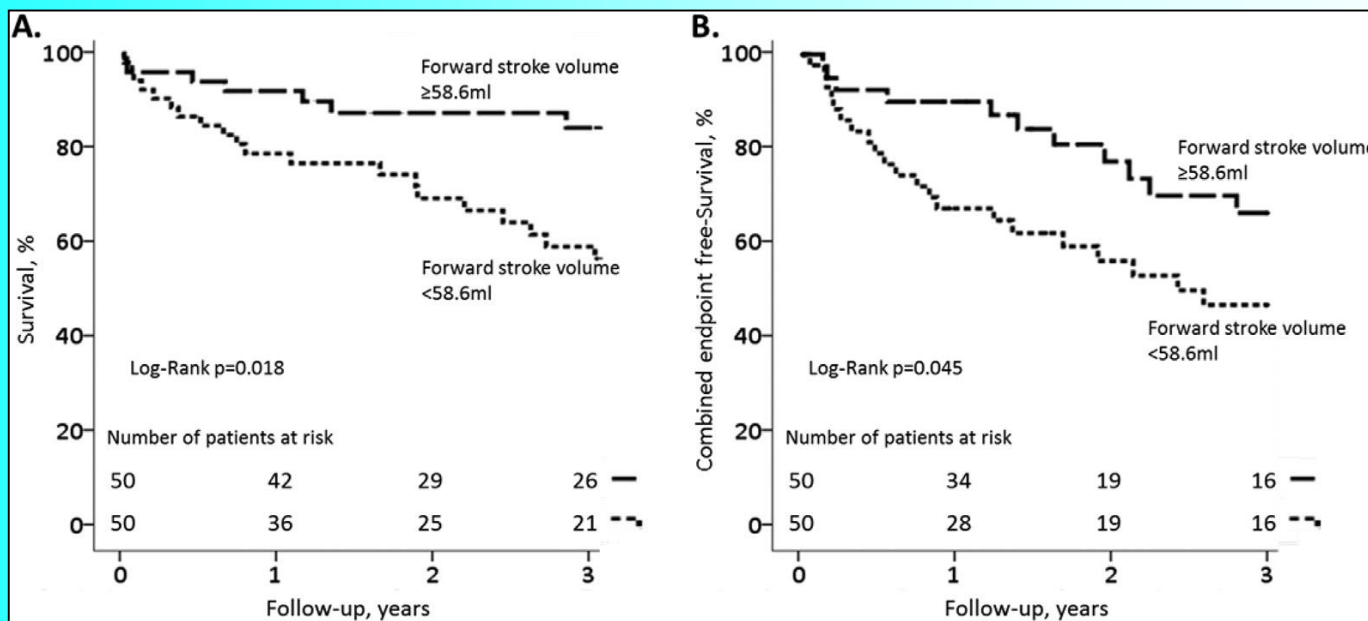 A.
100
80
60
40
20
0
Survival, %
Forward stroke volume
≥58.6ml
Forward stroke volume
<58.6ml
Log-Rank p=0.018
Number of patients at risk
50 42 29 26
50 36 25 21
0 1 2 3
Follow-up, years
B.
100
80
60
40
20
0
Combined endpoint free-Survival, %
Forward stroke volume
≥58.6ml
Forward stroke volume
<58.6ml
Log-Rank p=0.045
Number of patients at risk
50 34 19 16
50 28 19 16
0 1 2 3
Follow-up, years